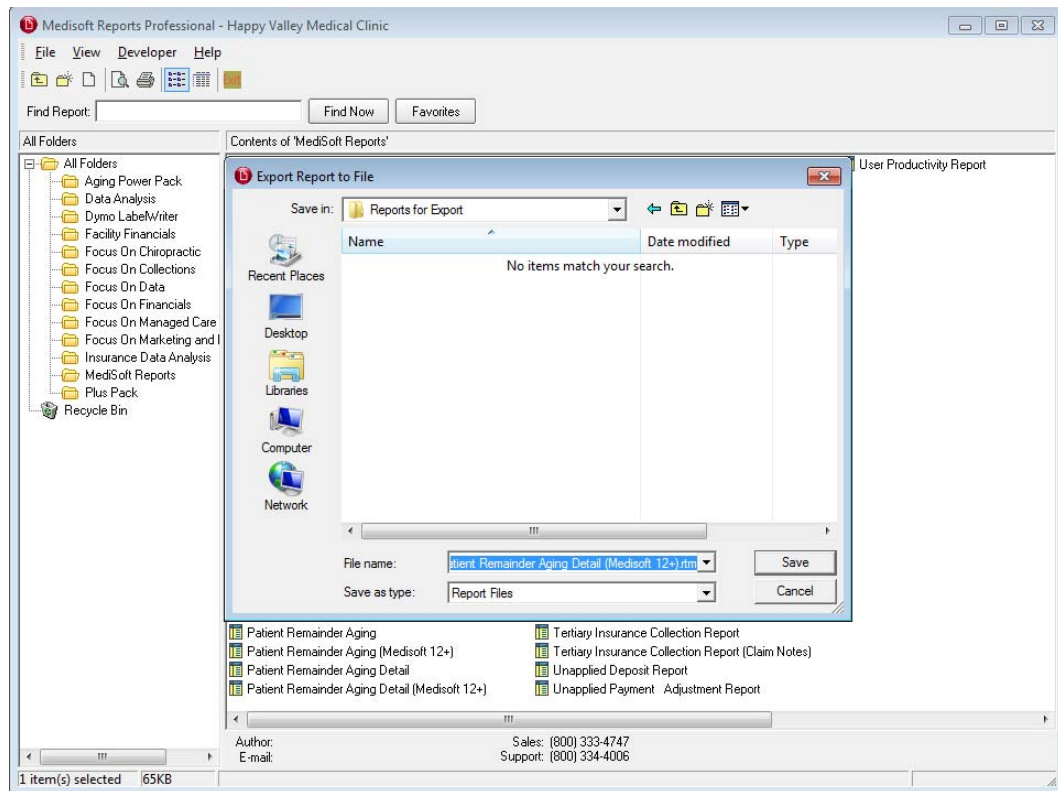 Medisoft Reports Professional - Happy Valley Medical Clinic
File View Developer Help
Exit
Find Report: Find Now Favorites
All Folders
Contents of 'MediSoft Reports'
All Folders
Aging Power Pack
Data Analysis
Dymo LabelWriter
Facility Financials
Focus On Chiropractic
Focus On Collections
Focus On Data
Focus On Financials
Focus On Managed Care
Focus On Marketing and
Insurance Data Analysis
MediSoft Reports
Plus Pack
Recycle Bin
User Productivity Report
Export Report to File
Save in: Reports for Export
Name Date modified Type
No items match your search.
Recent Places
Desktop
Libraries
Computer
Network
File name: atient Remainder Aging Detail (Medisoft 12+).rtm Save
Save as type: Report Files Cancel
Patient Remainder Aging
Patient Remainder Aging (Medisoft 12+)
Patient Remainder Aging Detail
Patient Remainder Aging Detail (Medisoft 12+)
Tertiary Insurance Collection Report
Tertiary Insurance Collection Report (Claim Notes)
Unapplied Deposit Report
Unapplied Payment Adjustment Report
Author: Sales: (800) 333-4747
E-mail: Support: (800) 334-4006
1 item(s) selected 65KB